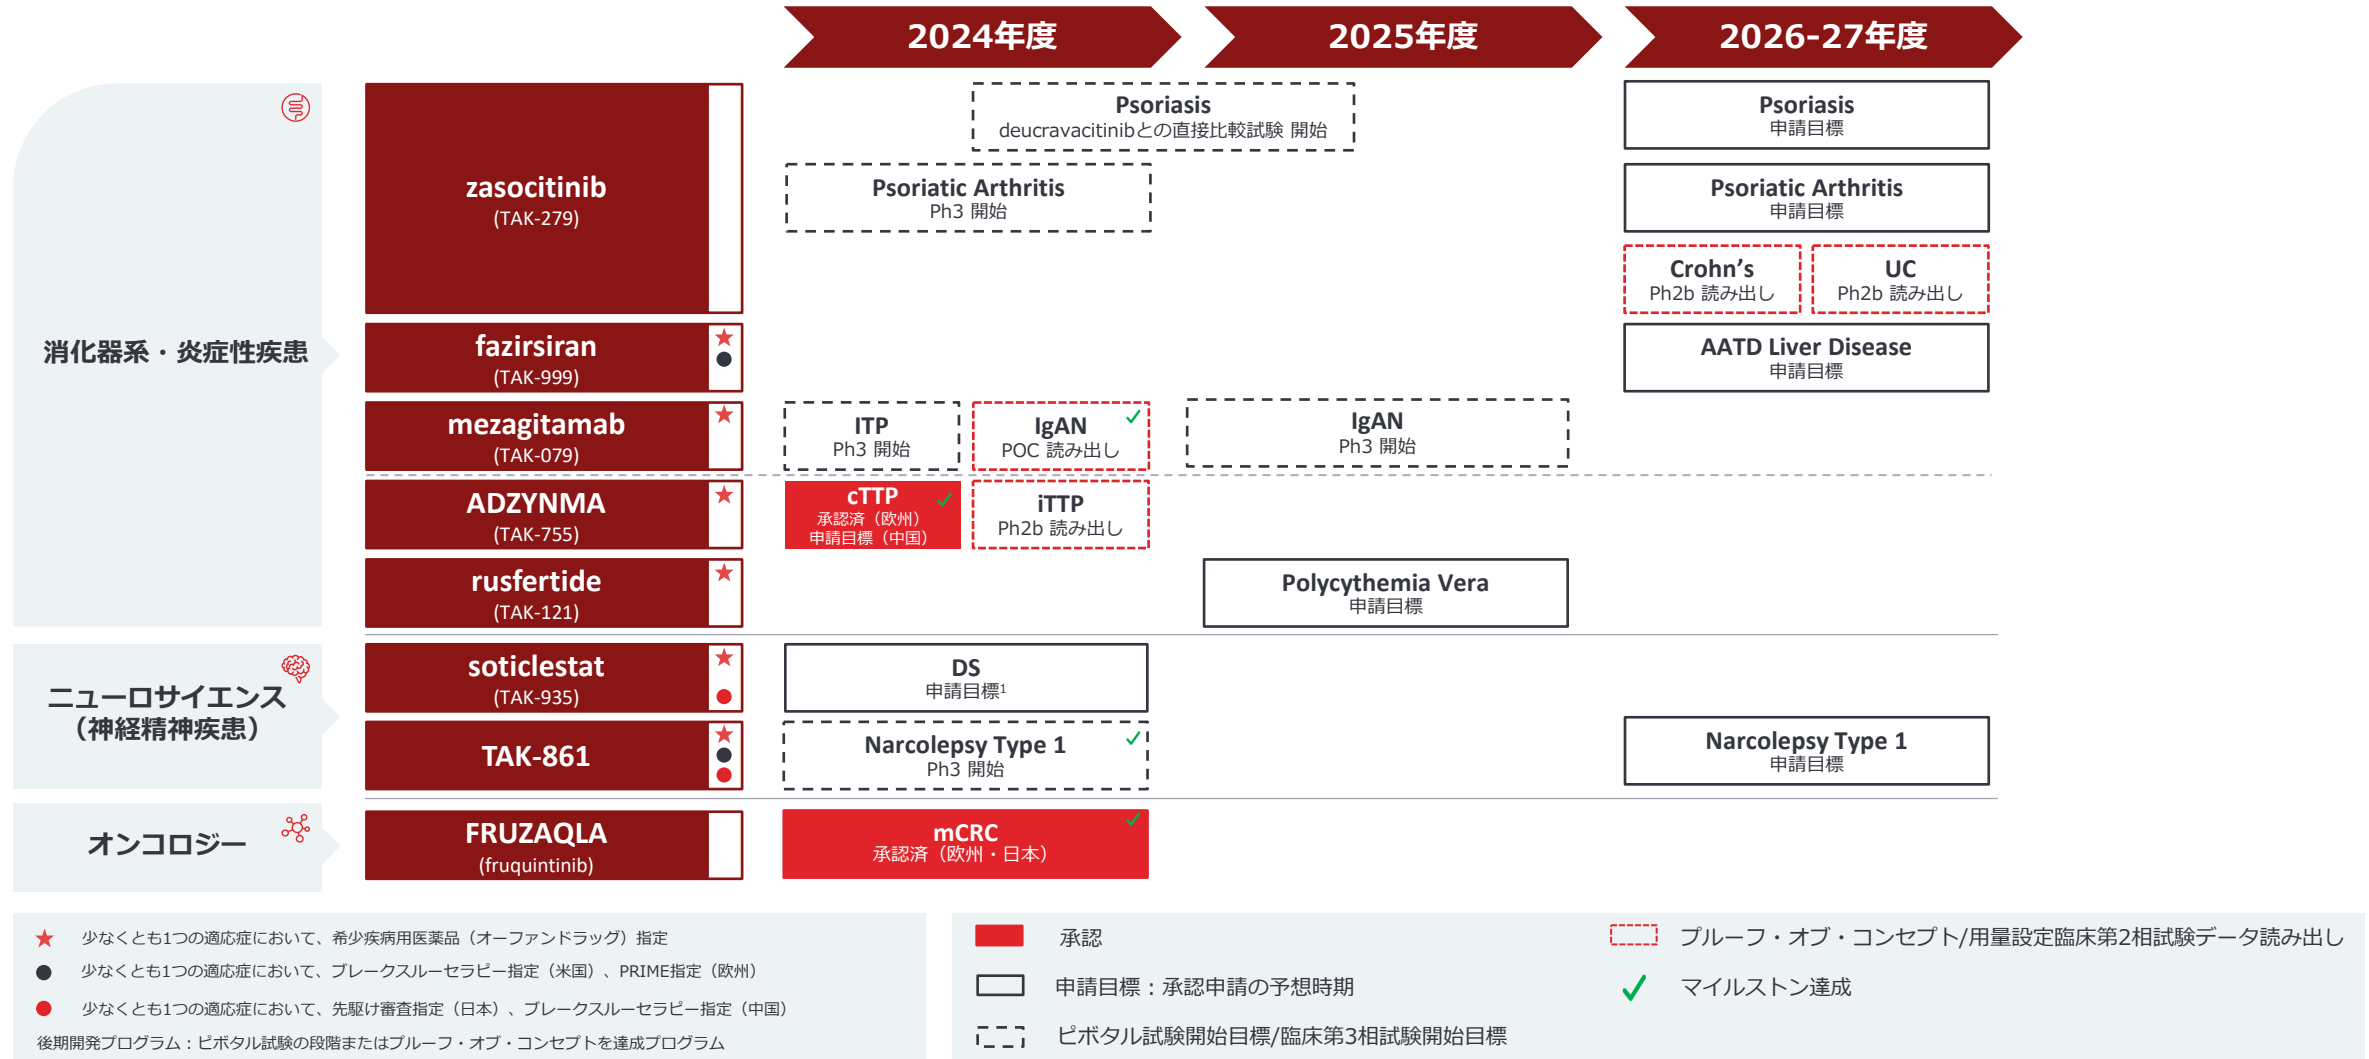 2024年度
2025年度
2026-27年度
消化器系・炎症性疾患
zasocitinib
(TAK-279)
Psoriasis
deucravacitinibとの直接比較試験 開始
Psoriasis
申請目標
Psoriatic Arthritis
Ph3 開始
Psoriatic Arthritis
申請目標
Crohn’s
Ph2b 読み出し
UC
Ph2b 読み出し
fazirsiran
(TAK-999)
AATD Liver Disease
申請目標
mezagitamab
(TAK-079)
ITP
Ph3 開始
IgAN
POC 読み出し
IgAN
Ph3 開始
ADZYNMA
(TAK-755)
cTTP
承認済（欧州）
申請目標（中国）
iTTP
Ph2b 読み出し
rusfertide
(TAK-121)
Polycythemia Vera
申請目標
ニューロサイエンス
（神経精神疾患）
soticlestat
(TAK-935)
DS
申請目標1
TAK-861
Narcolepsy Type 1
Ph3 開始
Narcolepsy Type 1
申請目標
オンコロジー
FRUZAQLA
(fruquintinib)
mCRC
承認済（欧州・日本）
少なくとも1つの適応症において、希少疾病用医薬品（オーファンドラッグ）指定
少なくとも1つの適応症において、ブレークスルーセラピー指定（米国）、PRIME指定（欧州）
少なくとも1つの適応症において、先駆け審査指定（日本）、ブレークスルーセラピー指定（中国）
後期開発プログラム：ピボタル試験の段階またはプルーフ・オブ・コンセプトを達成プログラム
承認
申請目標：承認申請の予想時期
ピボタル試験開始目標/臨床第3相試験開始目標
プルーフ・オブ・コンセプト/用量設定臨床第2相試験データ読み出し
マイルストン達成